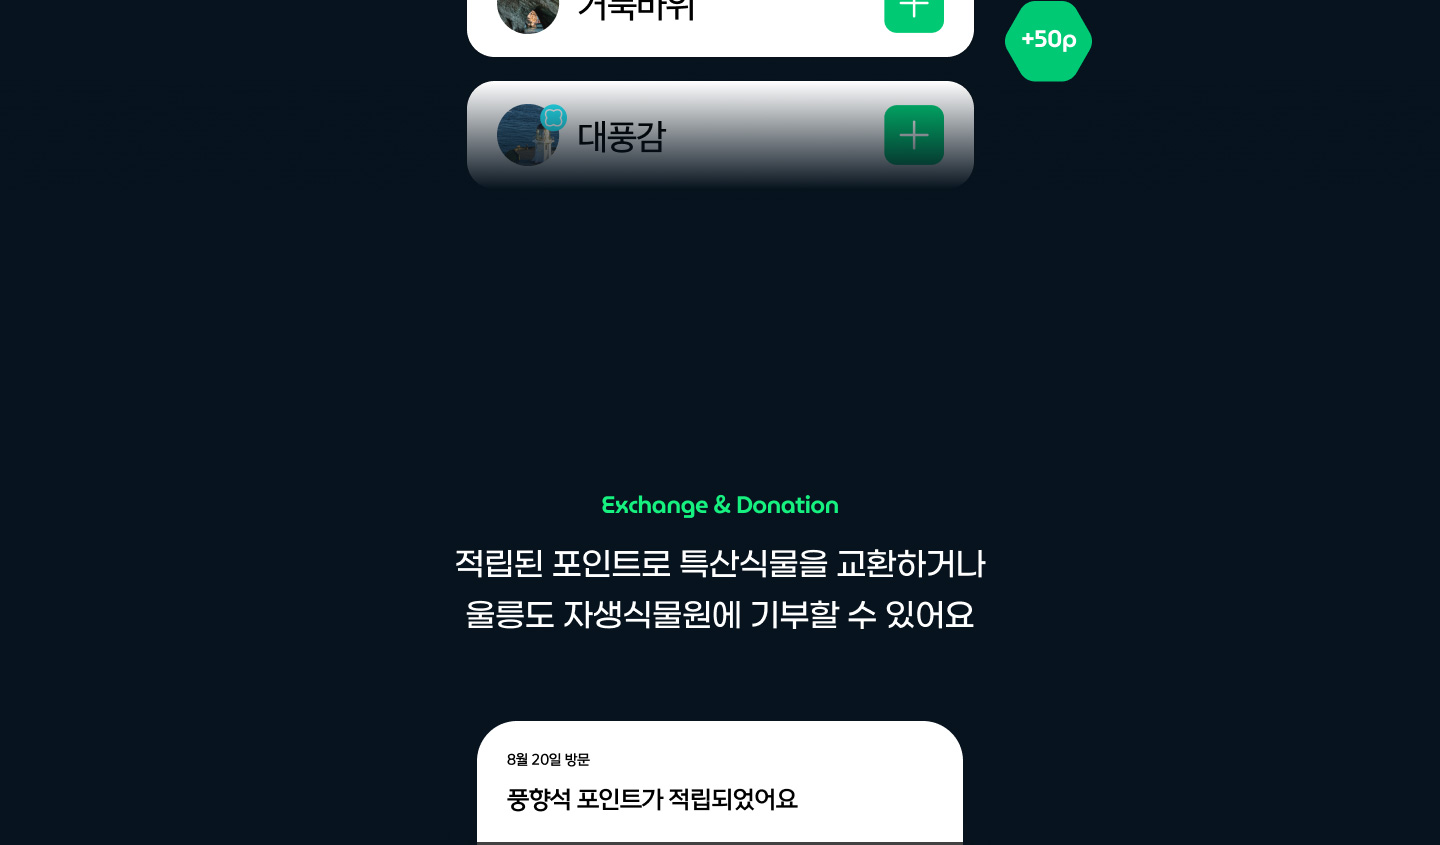 거북바위
+50p
대풍감
Exchange & Donation
적립된 포인트로 특산식물을 교환하거나
울릉도 자생식물원에 기부할 수 있어요
8월 20일 방문
풍향석 포인트가 적립되었어요